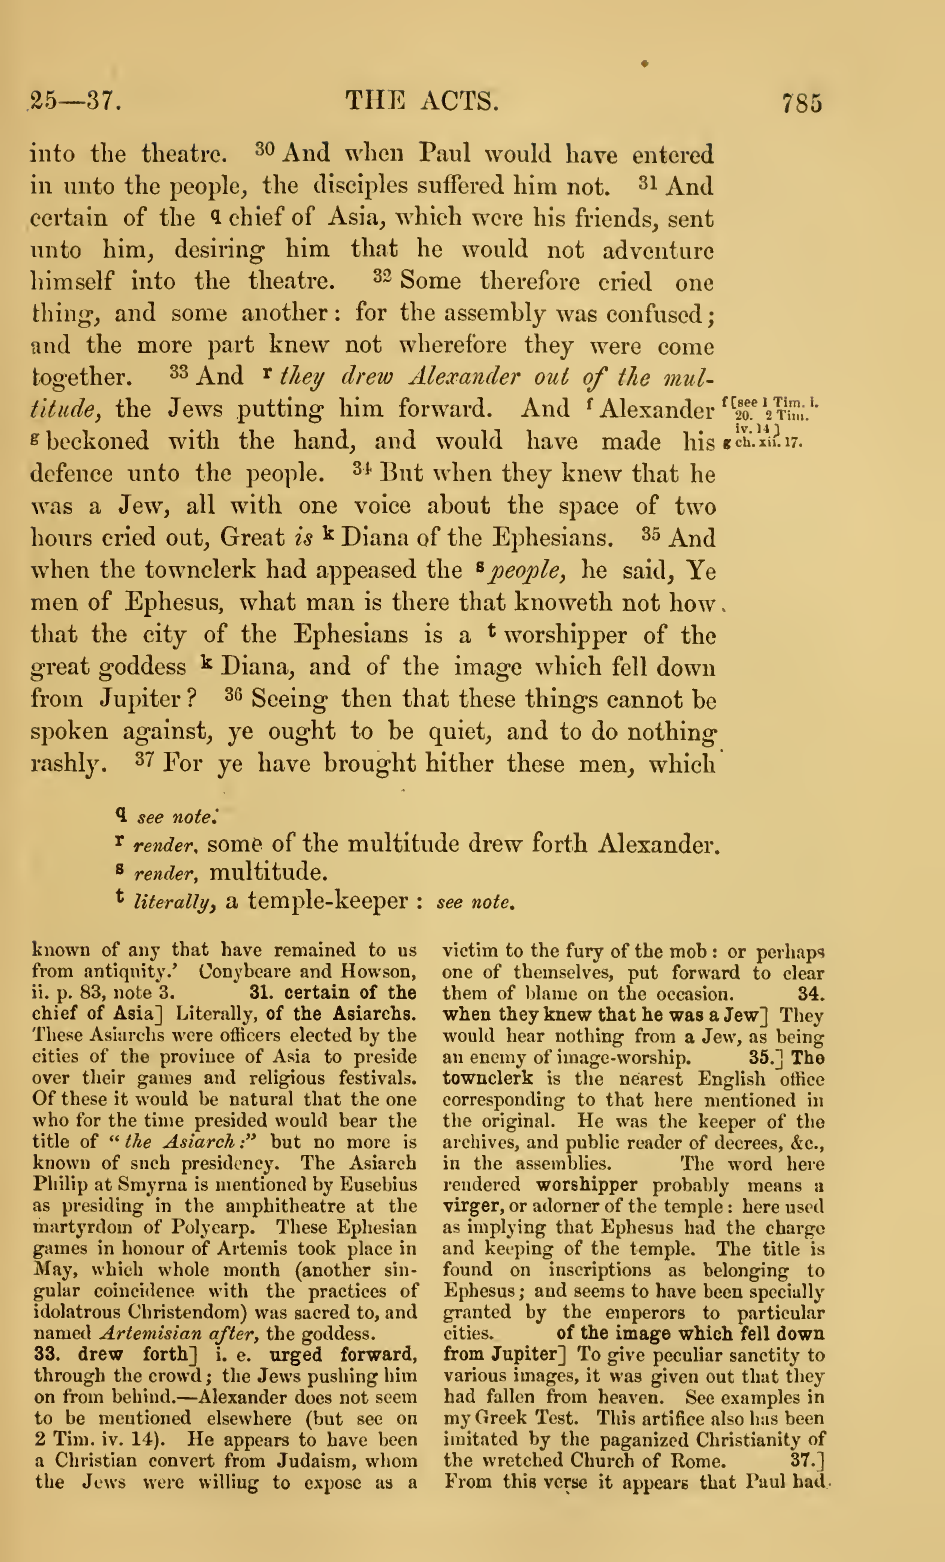 25—37.
THE ACTS.
785
into the theatre. 30 And when Paul would have entered
in unto the people, the disciples suffered him not. 31 And
certain of the q chief of Asia, which were his friends, sent
unto him, desiring him that he would not adventure
himself into the theatre. 32 Some therefore cried one
thing, and some another: for the assembly was confused;
and the more part knew not wherefore they were come
together. 33 And r they drew Alexander out of the mul-
titude, the Jews putting him forward. And f Alexander
g beckoned with the hand, and would have made his
defence unto the people. 34 But when they knew that he
was a Jew, all with one voice about the space of two
hours cried out, Great is k Diana of the Ephesians. 35 And
when the townclerk had appeased the s people, he said, Ye
men of Ephesus, what man is there that knoweth not how
that the city of the Ephesians is a t worshipper of the
great goddess k Diana, and of the image which fell down
from Jupiter? 36 Seeing then that these things cannot be
spoken against, ye ought to be quiet, and to do nothing
rashly. 37 For ye have brought hither these men, which
f [see 1 Tim. i.
20. 2 Tim.
iv. 14]
g ch. xii. 17.
q see note.
r render, some of the multitude drew forth Alexander.
s render, multitude.
t literally, a temple-keeper: see note.
known of any that have remained to us
from antiquity.' Conybeare and Howson,
ii. p. 83, note 3. 31. certain of the
chief of Asia] Literally, of the Asiarchs.
These Asiarchs were officers elected by the
cities of the province of Asia to preside
over their games and religious festivals.
Of these it would be natural that the one
who for the time presided would bear the
title of "the Asiarch:" but no more is
known of such presidency. The Asiarch
Philip at Smyrna is mentioned by Eusebius
as presiding in the amphitheatre at the
martyrdom of Polycarp. These Ephesian
games in honour of Artemis took place in
May, which whole month (another sin-
gular coincidence with the practices of
idolatrous Christendom) was sacred to, and
named Artemisian after, the goddess.
33. drew forth] i. e. urged forward,
through the crowd; the Jews pushing him
on from behind.—Alexander does not seem
to be mentioned elsewhere (but see on
2 Tim. iv. 14). He appears to have been
a Christian convert from Judaism, whom
the Jews were willing to expose as a
victim to the fury of the mob: or perhaps
one of themselves, put forward to clear
them of blame on the occasion. 34.
when they knew that he was a Jew] They
would hear nothing from a Jew, as being
an enemy of image-worship. 35.] The
townclerk is the nearest English office
corresponding to that here mentioned in
the original. He was the keeper of the
archives, and public reader of decrees, &c.,
in the assemblies. The word here
rendered worshipper probably means a
virger, or adorner of the temple: here used
as implying that Ephesus had the charge
and keeping of the temple. The title is
found on inscriptions as belonging to
Ephesus; and seems to have been specially
granted by the emperors to particular
cities. of the image which fell down
from Jupiter] To give peculiar sanctity to
various images, it was given out that they
had fallen from heaven. See examples in
my Greek Test. This artifice also has been
imitated by the paganized Christianity of
the wretched Church of Rome. 37.]
From this verse it appears that Paul had